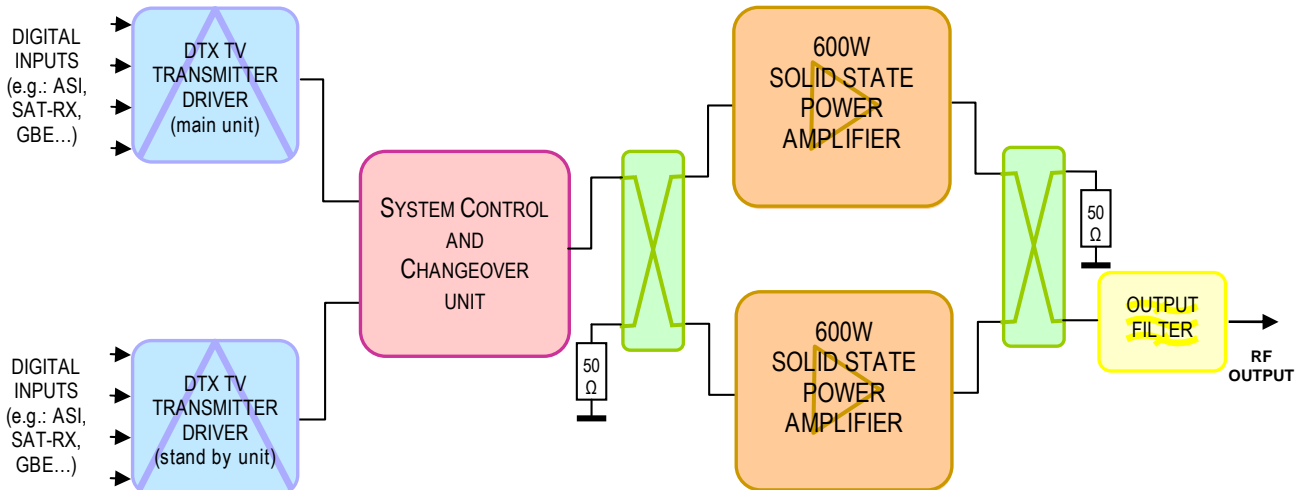 DIGITAL
INPUTS
(e.g.: ASI,
SAT-RX,
GBE...)
DTX TV
TRANSMITTER
DRIVER
(main unit)
SYSTEM CONTROL
AND
CHANGEOVER
UNIT
600W
SOLID STATE
POWER
AMPLIFIER
50
Ω
OUTPUT
FILTER
RF
OUTPUT
DIGITAL
INPUTS
(e.g.: ASI,
SAT-RX,
GBE...)
DTX TV
TRANSMITTER
DRIVER
(stand by unit)
50
Ω
600W
SOLID STATE
POWER
AMPLIFIER